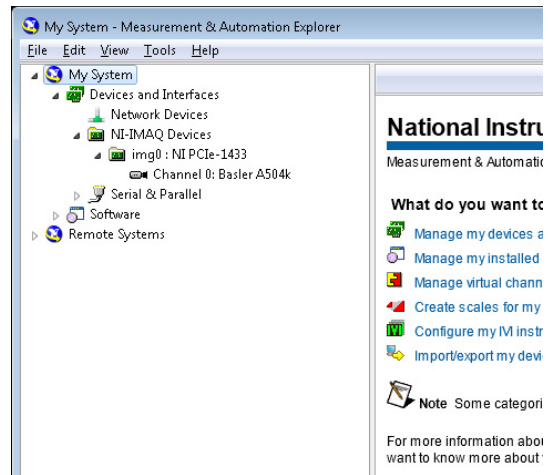 My System - Measurement & Automation Explorer
File Edit View Tools Help
My System
Devices and Interfaces
Network Devices
NI-IMAQ Devices
img0 : NI PCIe-1433
Channel 0: Basler A504k
Serial & Parallel
Software
Remote Systems
National Instru
Measurement & Automatio
What do you want to
Manage my devices a
Manage my installed
Manage virtual chann
Create scales for my
Configure my IVI instr
Import/export my devi
Note Some categori
For more information abou
want to know more about